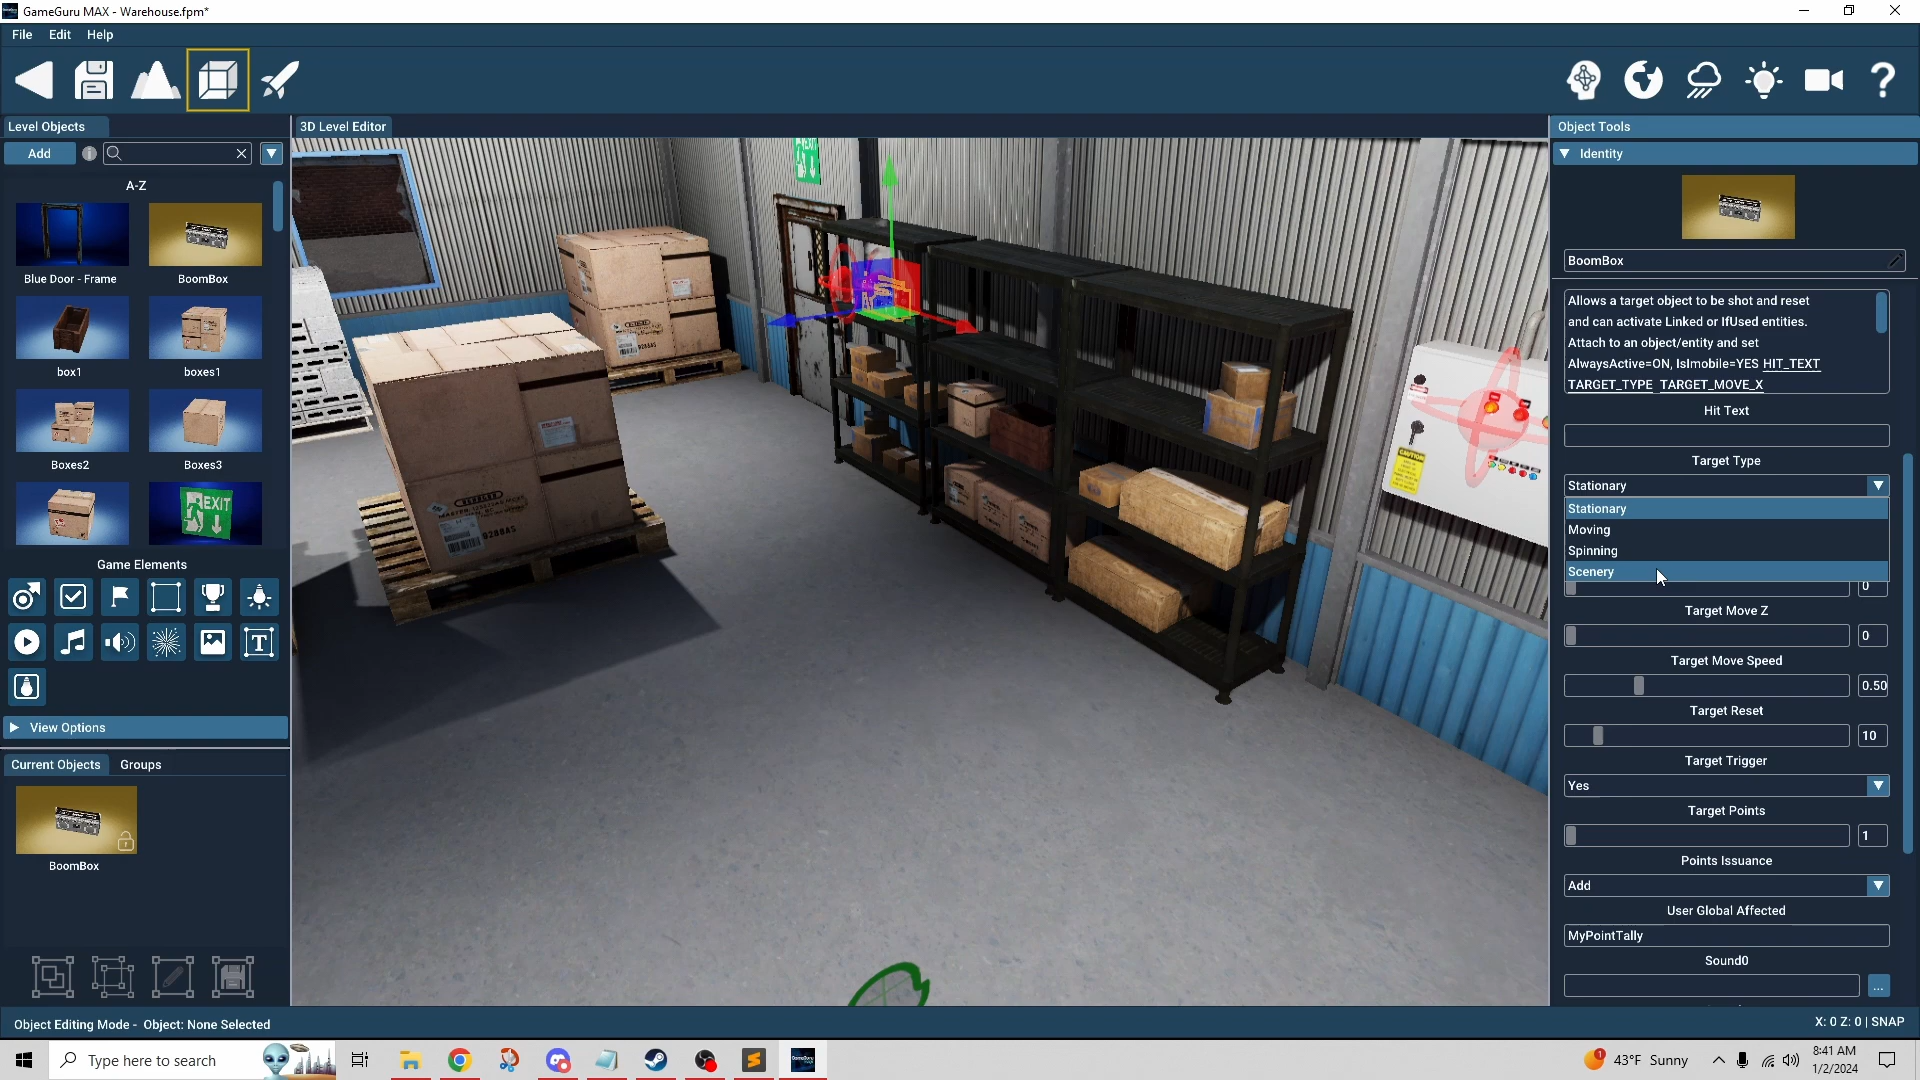 GameGuru MAX - Warehouse.fpm*
File Edit Help
Level Objects
3D Level Editor
Object Tools
Add
Identity
A-Z
Blue Door - Frame
BoomBox
box1
boxes1
Boxes2
Boxes3
EXIT
Game Elements
View Options
Current Objects
Groups
BoomBox
EXIT
CAUTION
BoomBox
Allows a target object to be shot and reset
and can activate Linked or IfUsed entities.
Attach to an object/entity and set
AlwaysActive=ON, IsImobile=YES HIT_TEXT
TARGET_TYPE TARGET_MOVE_X
Hit Text
Target Type
Stationary
Stationary
Moving
Spinning
Scenery
0
Target Move Z
0
Target Move Speed
0.50
Target Reset
10
Target Trigger
Yes
Target Points
1
Points Issuance
Add
User Global Affected
MyPointTally
Sound0
...
Object Editing Mode - Object: None Selected
X: 0 Z: 0 | SNAP
Type here to search
1
43°F Sunny
8:41 AM
1/2/2024